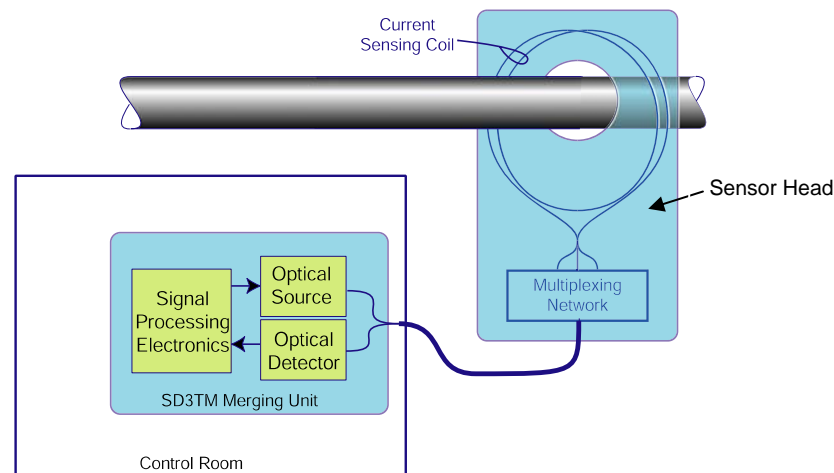 Current
Sensing Coil
Sensor Head
Multiplexing
Network
Optical
Source
Signal
Processing
Electronics
Optical
Detector
SD3TM Merging Unit
Control Room